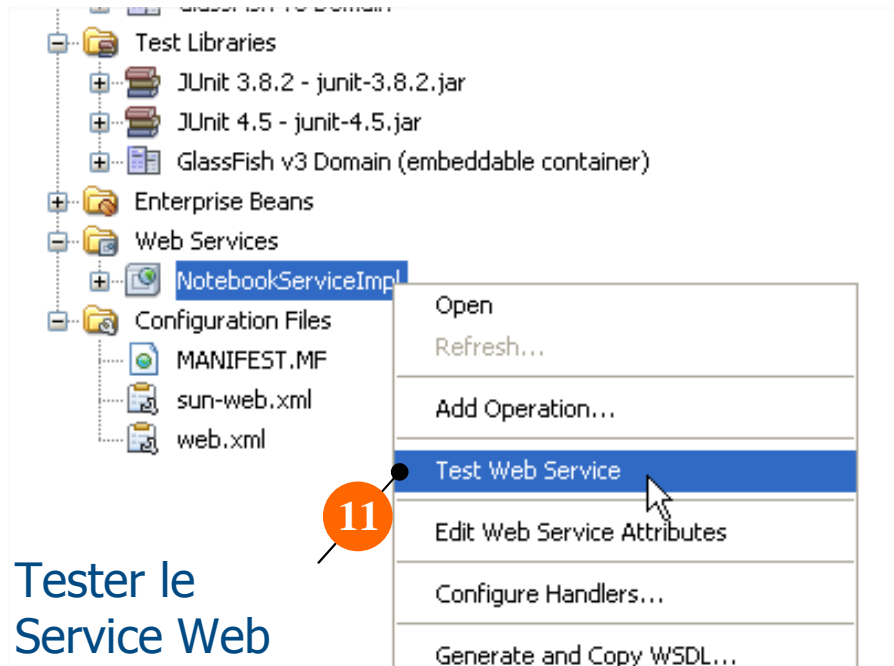 GlassFish v3 Domain
Test Libraries
JUnit 3.8.2 - junit-3.8.2.jar
JUnit 4.5 - junit-4.5.jar
GlassFish v3 Domain (embeddable container)
Enterprise Beans
Web Services
NotebookServiceImpl
Configuration Files
MANIFEST.MF
sun-web.xml
web.xml
Open
Refresh...
Add Operation...
Test Web Service
Edit Web Service Attributes
Configure Handlers...
Generate and Copy WSDL...
11
Tester le
Service Web